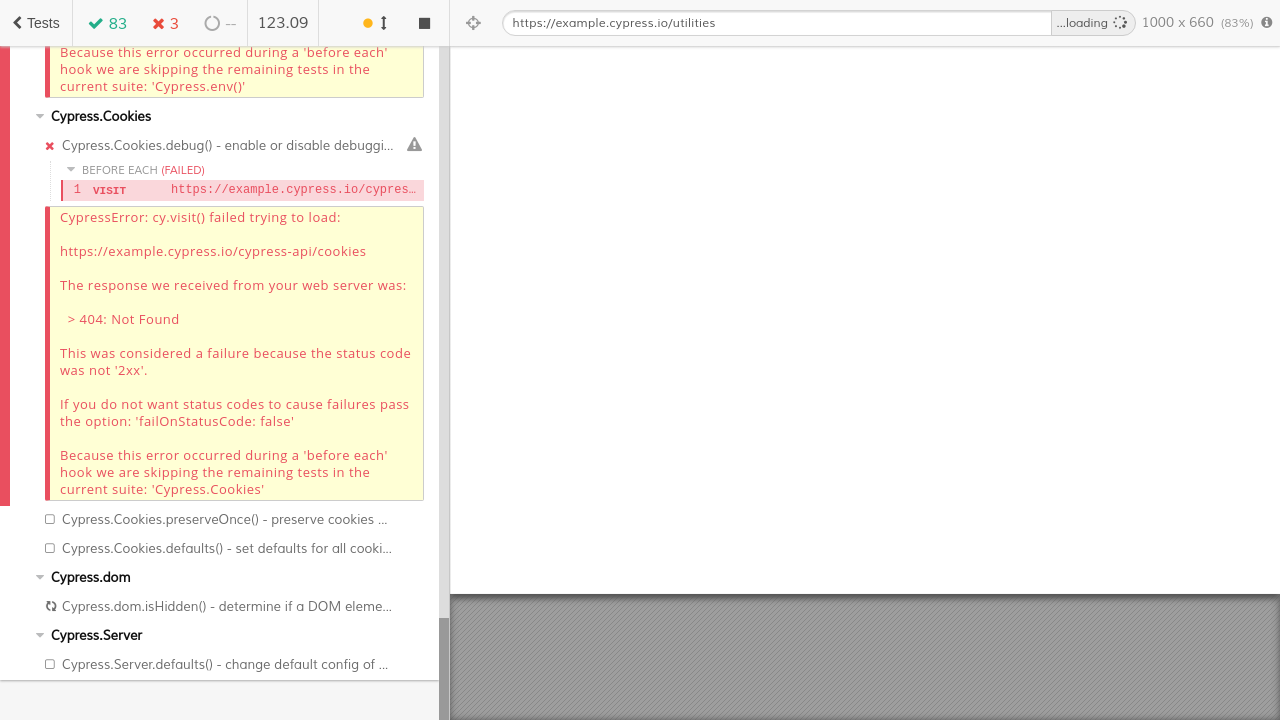 Tests
83
3
--
123.09
https://example.cypress.io/utilities
...loading
1000 x 660 (83%)
Because this error occurred during a 'before each'
hook we are skipping the remaining tests in the
current suite: 'Cypress.env()'
Cypress.Cookies
Cypress.Cookies.debug() - enable or disable debuggi...
BEFORE EACH (FAILED)
1 VISIT https://example.cypress.io/cypres…
CypressError: cy.visit() failed trying to load:
https://example.cypress.io/cypress-api/cookies
The response we received from your web server was:
> 404: Not Found
This was considered a failure because the status code
was not '2xx'.
If you do not want status codes to cause failures pass
the option: 'failOnStatusCode: false'
Because this error occurred during a 'before each'
hook we are skipping the remaining tests in the
current suite: 'Cypress.Cookies'
Cypress.Cookies.preserveOnce() - preserve cookies ...
Cypress.Cookies.defaults() - set defaults for all cooki...
Cypress.dom
Cypress.dom.isHidden() - determine if a DOM eleme...
Cypress.Server
Cypress.Server.defaults() - change default config of ...